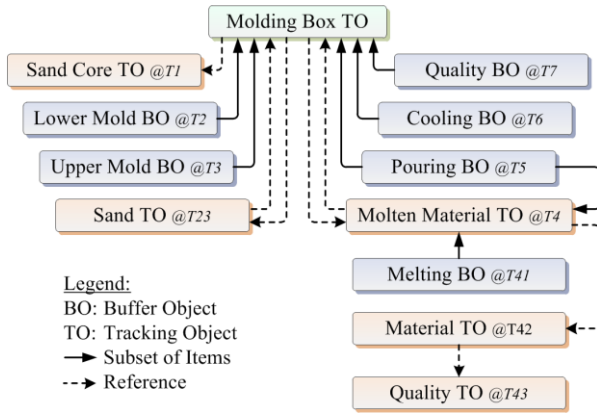 Molding Box TO
Sand Core TO @T1
Quality BO @T7
Lower Mold BO @T2
Cooling BO @T6
Upper Mold BO @T3
Pouring BO @T5
Sand TO @T23
Molten Material TO @T4
Melting BO @T41
Material TO @T42
Quality TO @T43
Legend:
BO: Buffer Object
TO: Tracking Object
Subset of Items
Reference